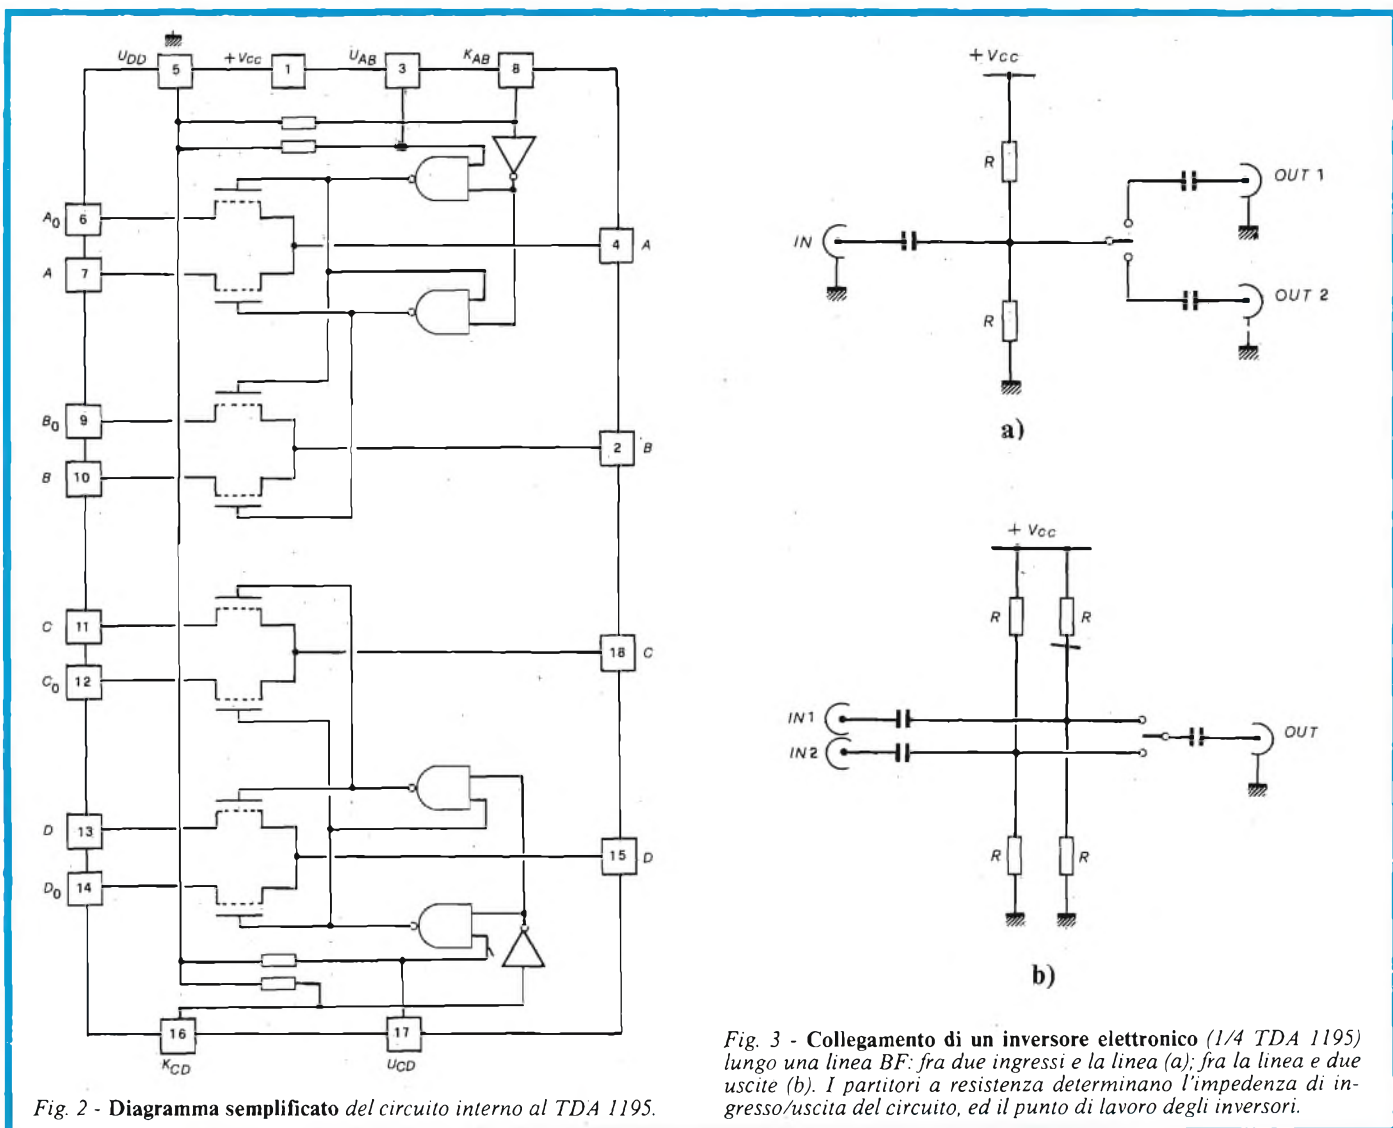 UDD
5
+Vcc
1
UAB
3
KAB
8
A0
6
A
7
4
A
B0
9
B
10
2
B
C
11
C0
12
18
C
D
13
D0
14
15
D
16
KCD
17
UCD
Fig. 2 - Diagramma semplificato del circuito interno al TDA 1195.
+Vcc
R
IN
R
OUT 1
OUT 2
a)
+ Vcc
R
R
IN1
IN2
OUT
R
R
b)
Fig. 3 - Collegamento di un inversore elettronico (1/4 TDA 1195)
lungo una linea BF: fra due ingressi e la linea (a); fra la linea e due
uscite (b). I partitori a resistenza determinano l'impedenza di in-
gresso/uscita del circuito, ed il punto di lavoro degli inversori.